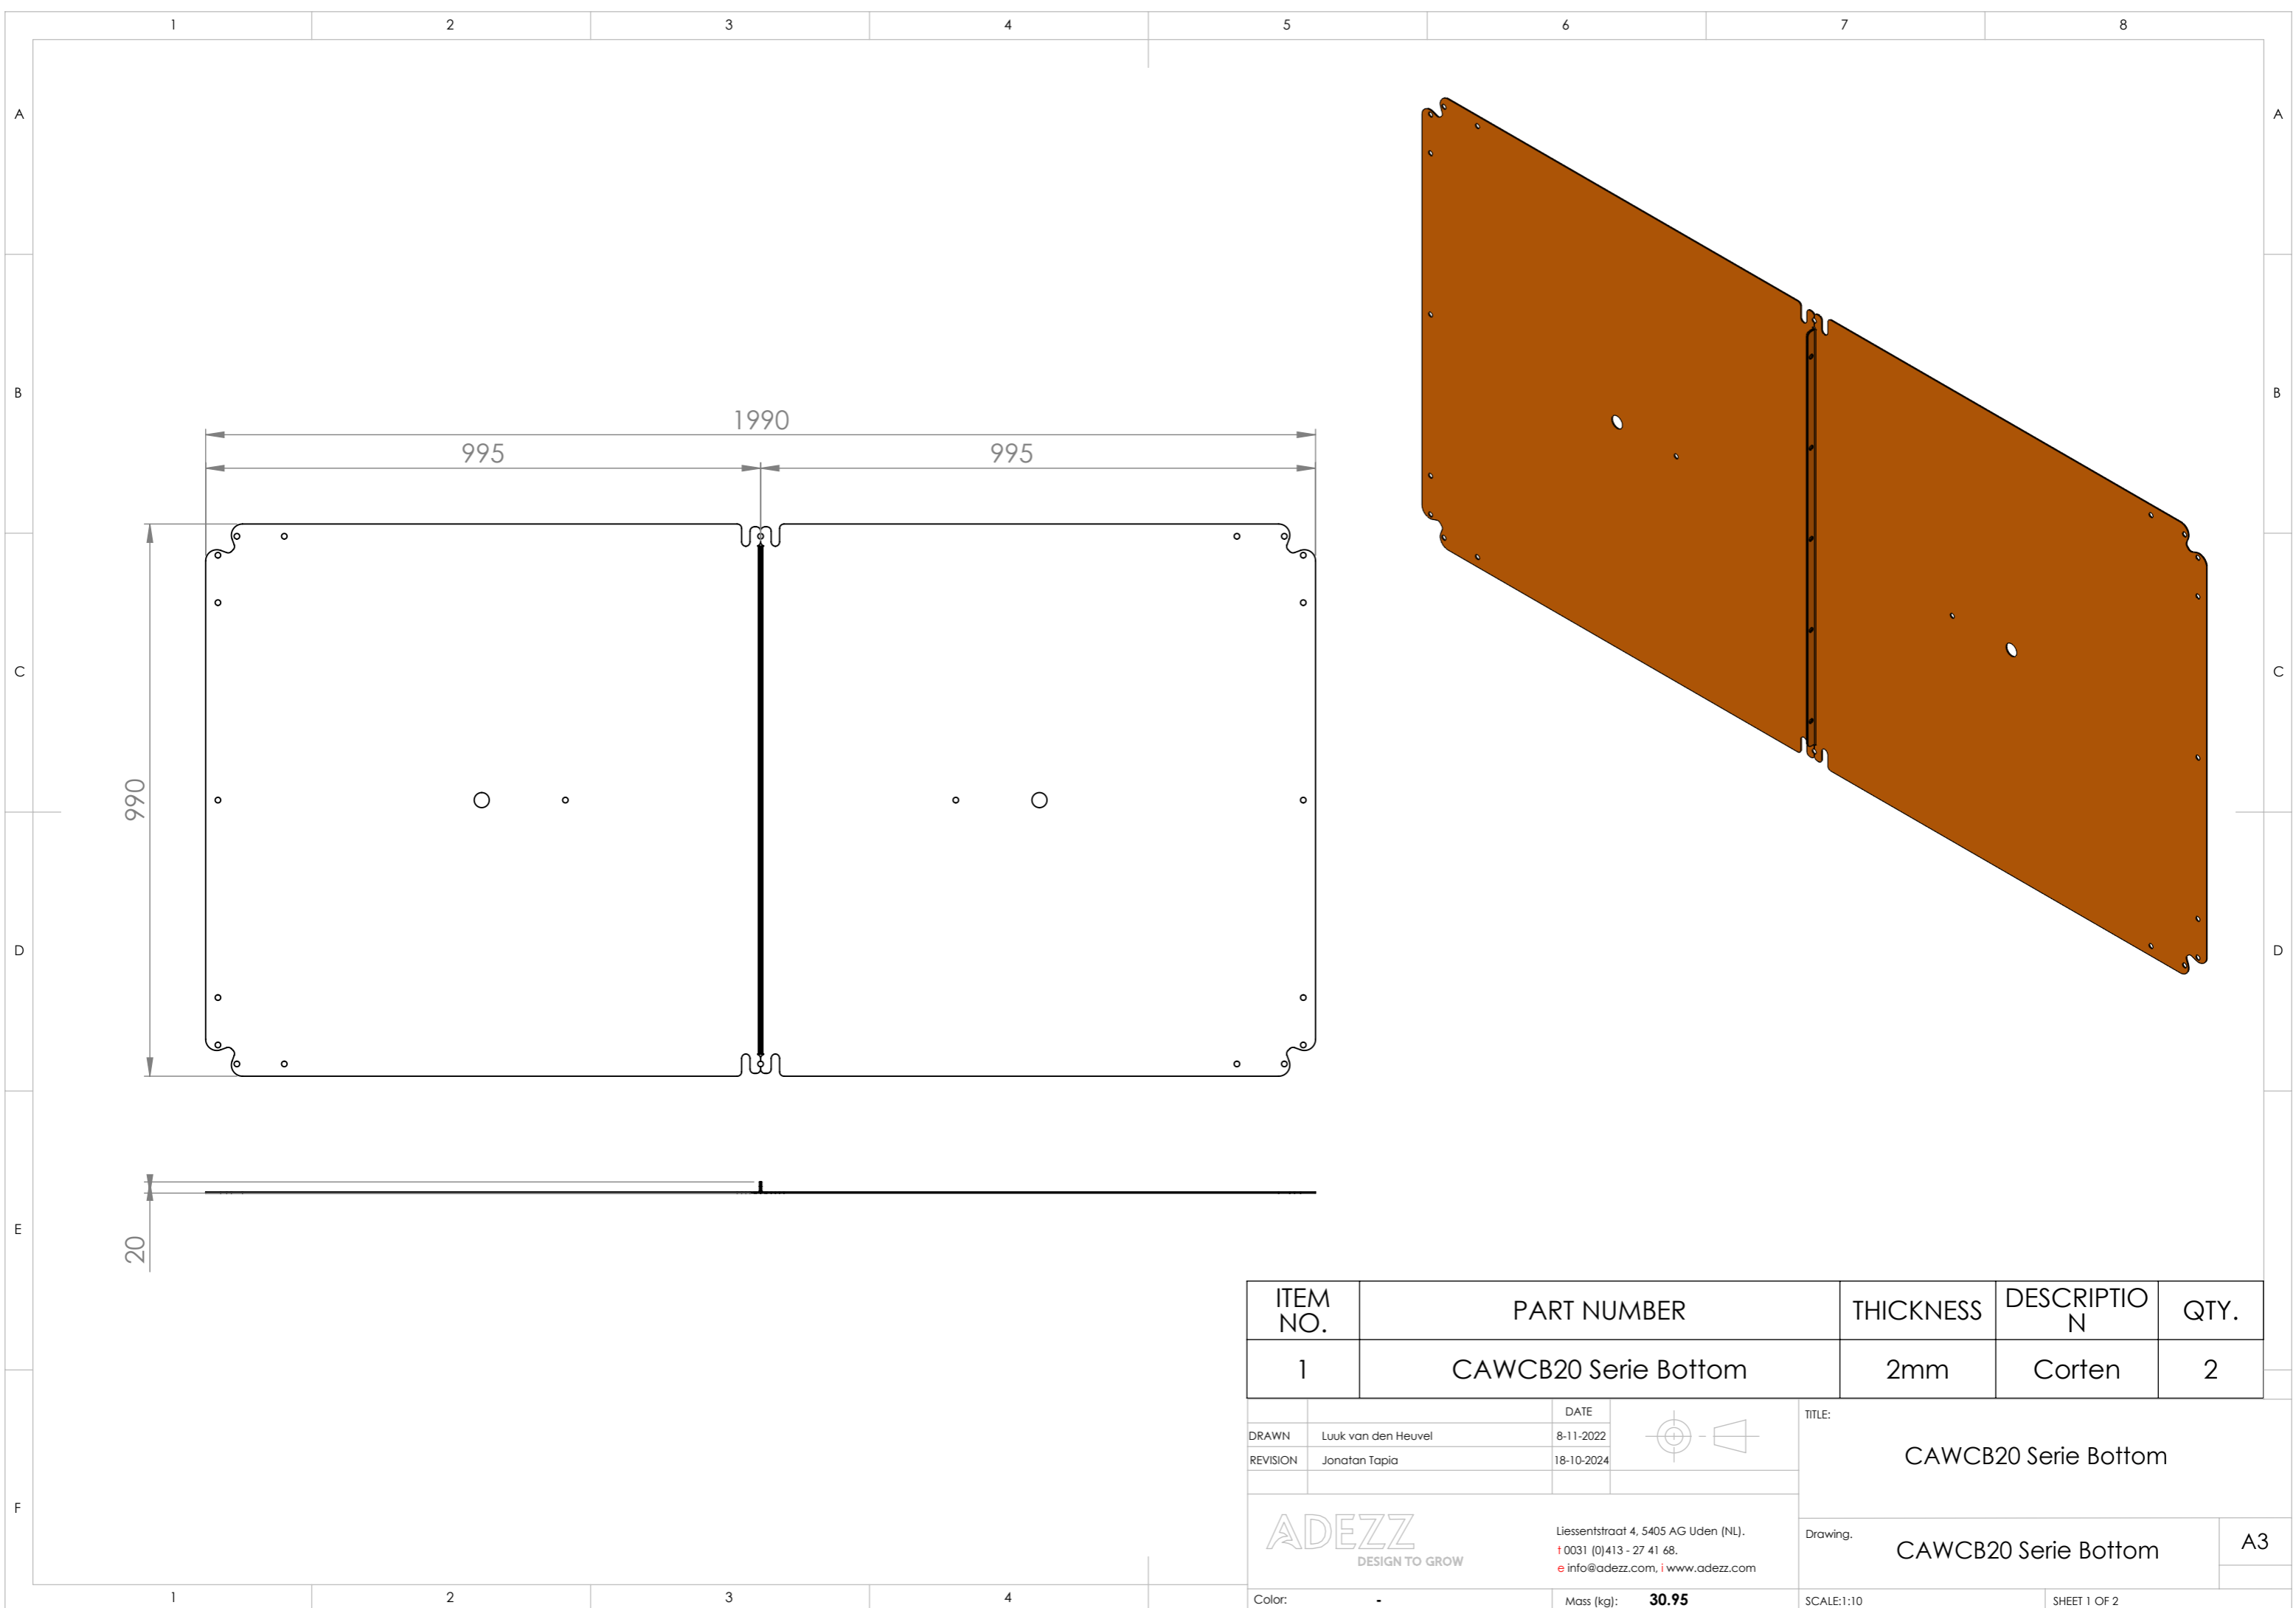 1 2 3 4 5 6 7 8
A A
B B
C C
D D
E
F
1990
995 995
990
20
ITEM NO. PART NUMBER THICKNESS DESCRIPTIO N QTY.
1 CAWCB20 Serie Bottom 2mm Corten 2
DATE
DRAWN Luuk van den Heuvel 8-11-2022
REVISION Jonatan Tapia 18-10-2024
TITLE:
CAWCB20 Serie Bottom
ADEZZ
DESIGN TO GROW
Liessentstraat 4, 5405 AG Uden (NL).
t 0031 (0)413 - 27 41 68.
e info@adezz.com, i www.adezz.com
Drawing.
CAWCB20 Serie Bottom
A3
Color: -
Mass (kg): 30.95
SCALE:1:10
SHEET 1 OF 2
1 2 3 4